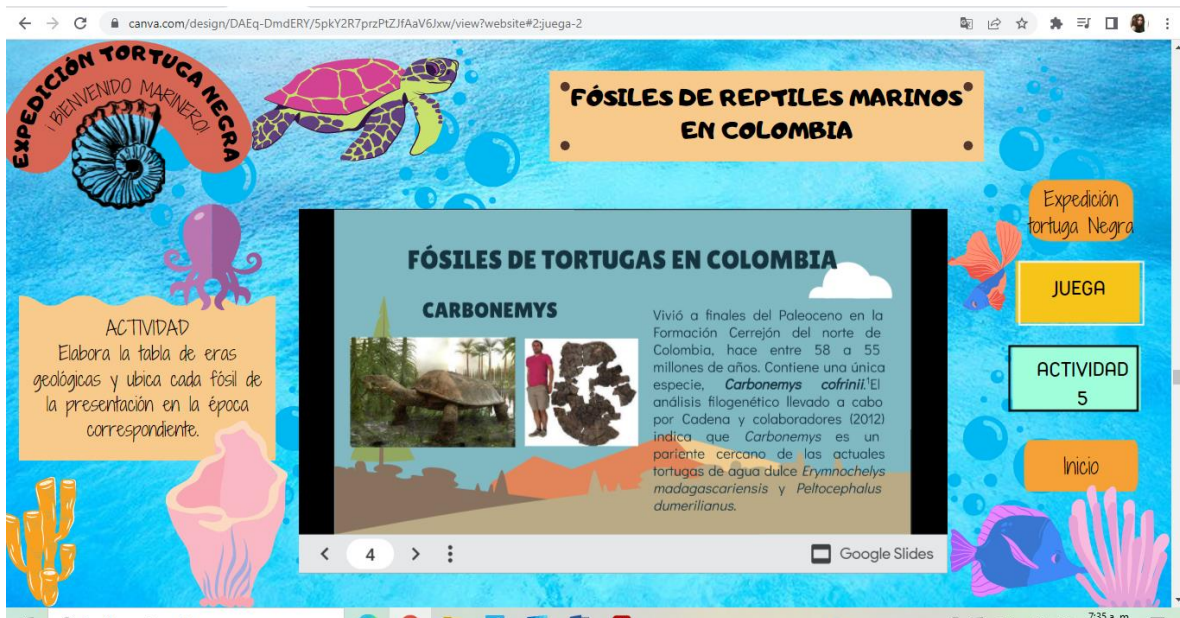 canva.com/design/DAEq-DmdERY/5pkY2R7przPtZJfAaV6Jxw/view?website#2:juega-2
EXPEDICIÓN TORTUGA NEGRA
¡ BIENVENIDO MARINERO!
FÓSILES DE REPTILES MARINOS
EN COLOMBIA
ACTIVIDAD
Elabora la tabla de eras
geológicas y ubica cada fósil de
la presentación en la época
correspondiente.
FÓSILES DE TORTUGAS EN COLOMBIA
CARBONEMYS
Vivió a finales del Paleoceno en la
Formación Cerrejón del norte de
Colombia, hace entre 58 a 55
millones de años. Contiene una única
especie, Carbonemys cofrinii.¹El
análisis filogenético llevado a cabo
por Cadena y colaboradores (2012)
indica que Carbonemys es un
pariente cercano de las actuales
tortugas de agua dulce Erymnochelys
madagascariensis y Peltocephalus
dumerilianus.
4
Google Slides
Expedición
tortuga Negra
JUEGA
ACTIVIDAD
5
Inicio
7:35 a. m.